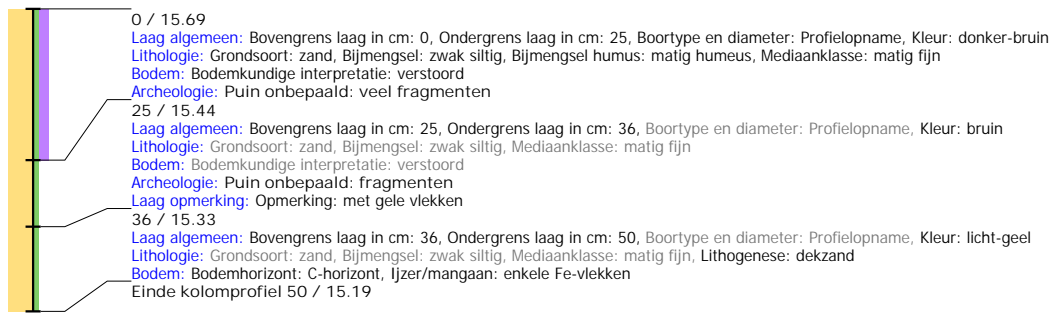 0 / 15.69
Laag algemeen: Bovengrens laag in cm: 0, Ondergrens laag in cm: 25, Boortype en diameter: Profielopname, Kleur: donker-bruin
Lithologie: Grondsoort: zand, Bijmengsel: zwak siltig, Bijmengsel humus: matig humeus, Mediaanklasse: matig fijn
Bodem: Bodemkundige interpretatie: verstoord
Archeologie: Puin onbepaald: veel fragmenten
25 / 15.44
Laag algemeen: Bovengrens laag in cm: 25, Ondergrens laag in cm: 36, Boortype en diameter: Profielopname, Kleur: bruin
Lithologie: Grondsoort: zand, Bijmengsel: zwak siltig, Mediaanklasse: matig fijn
Bodem: Bodemkundige interpretatie: verstoord
Archeologie: Puin onbepaald: fragmenten
Laag opmerking: Opmerking: met gele vlekken
36 / 15.33
Laag algemeen: Bovengrens laag in cm: 36, Ondergrens laag in cm: 50, Boortype en diameter: Profielopname, Kleur: licht-geel
Lithologie: Grondsoort: zand, Bijmengsel: zwak siltig, Mediaanklasse: matig fijn, Lithogenese: dekzand
Bodem: Bodemhorizont: C-horizont, Ijzer/mangaan: enkele Fe-vlekken
Einde kolomprofiel 50 / 15.19